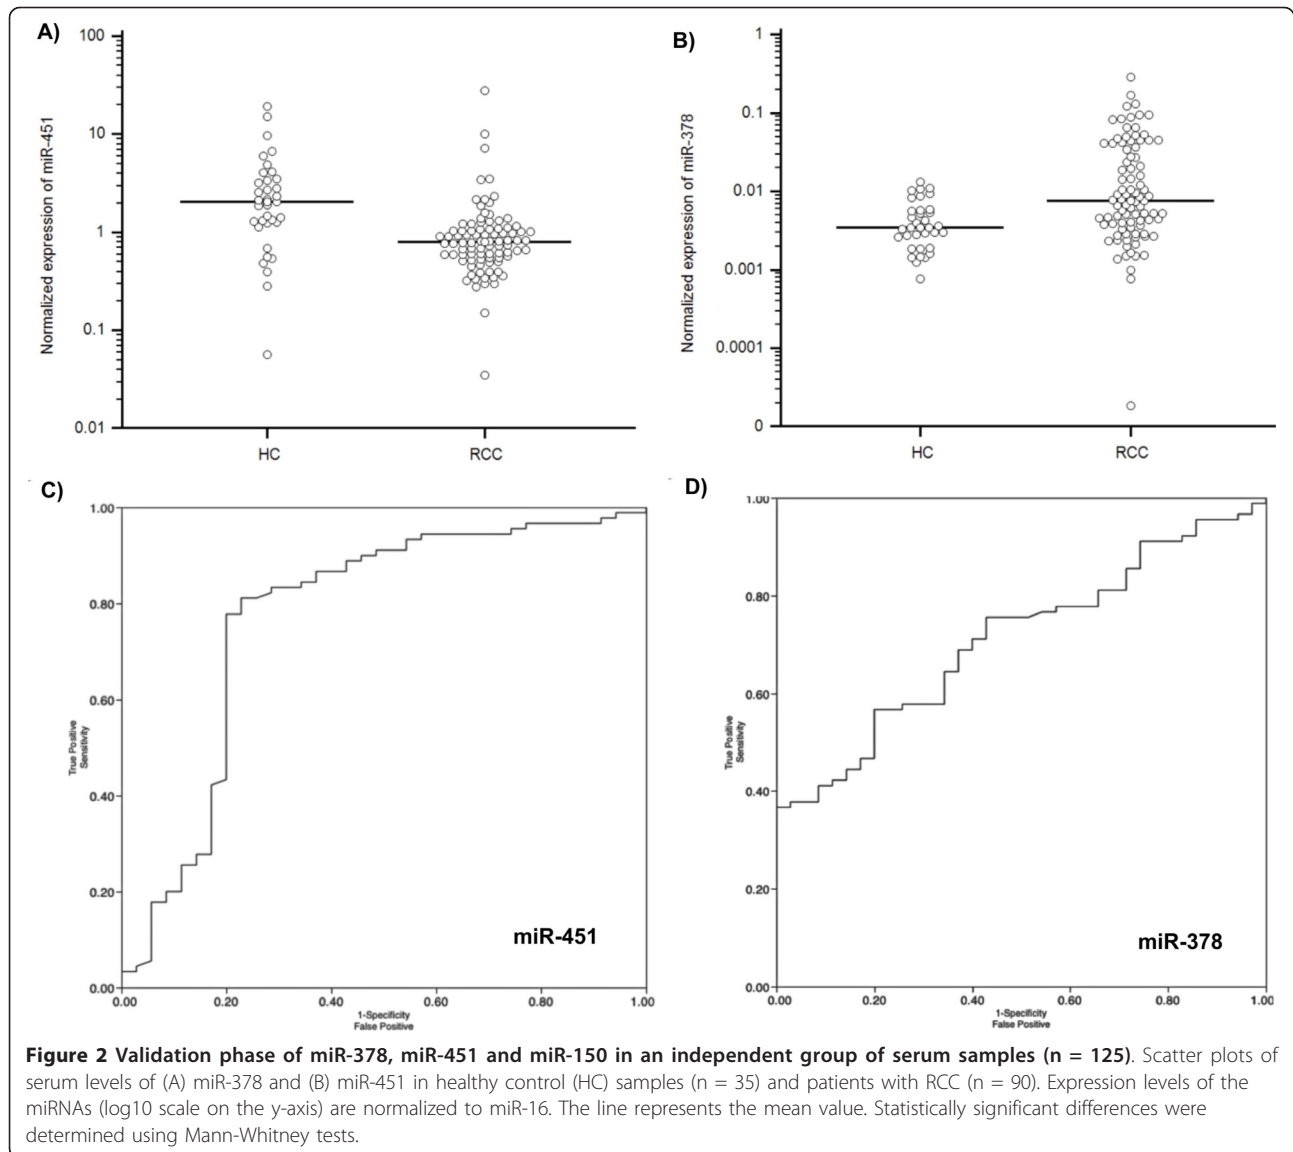 A)
100
10
1
0.1
0.01
Normalized expression of miR-451
HC
RCC
B)
1
0.1
0.01
0.001
0.0001
0
Normalized expression of miR-378
HC
RCC
C)
1.00
0.80
0.60
0.40
0.20
0.00
True Positive
Sensitivity
0.00
0.20
0.40
0.60
0.80
1.00
1-Specificity
False Positive
miR-451
D)
1.00
0.80
0.60
0.40
0.20
0.00
True Positive
Sensitivity
0.00
0.20
0.40
0.60
0.80
1.00
1-Specificity
False Positive
miR-378
Figure 2 Validation phase of miR-378, miR-451 and miR-150 in an independent group of serum samples (n = 125). Scatter plots of
serum levels of (A) miR-378 and (B) miR-451 in healthy control (HC) samples (n = 35) and patients with RCC (n = 90). Expression levels of the
miRNAs (log10 scale on the y-axis) are normalized to miR-16. The line represents the mean value. Statistically significant differences were
determined using Mann-Whitney tests.